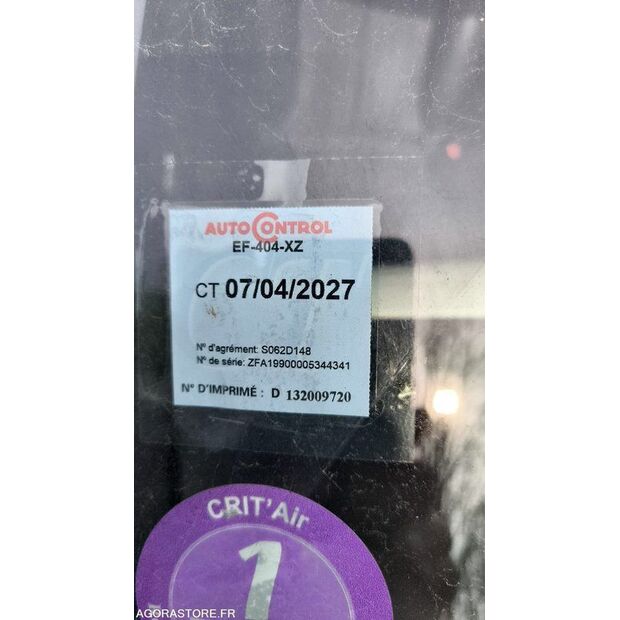 AUTOCONTROL
EF-404-XZ
CT 07/04/2027
N° d'agrément: S062D148
N° de série: ZFA19900005344341
N° D'IMPRIMÉ : D 132009720
CRIT'Air
1
AGORASTORE.FR